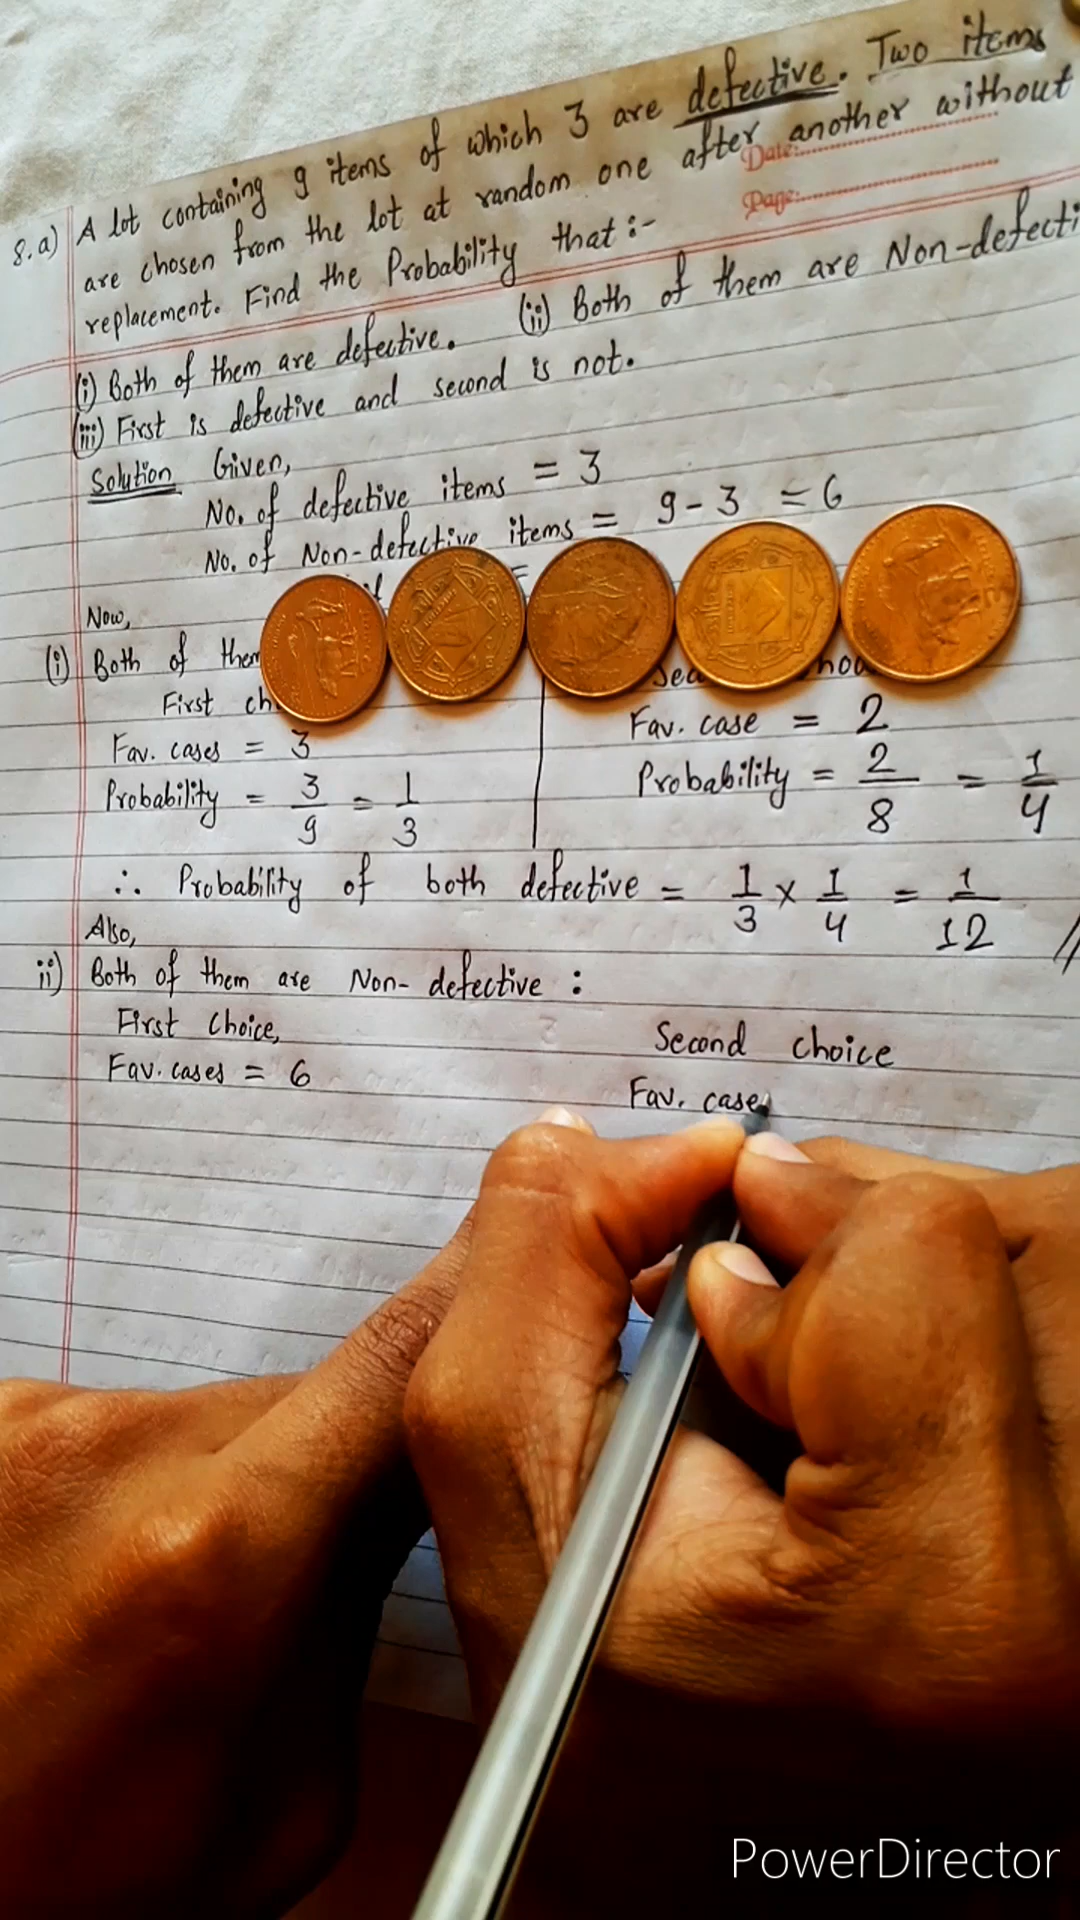 8.a) A lot containing 9 items of which 3 are defective. Two items
are chosen from the lot at random one after another without
Date:
Page:
replacement. Find the Probability that :-
(i) Both of them are defective. (ii) Both of them are Non-defecti
(iii) First is defective and second is not.
Solution Given,
No. of defective items = 3
No. of Non-defective items = 9 - 3 = 6
=
Now,
(i) Both of them
First ch
Fav. cases = 3
Probability = 3/9 = 1/3
Fav. case = 2
Probability = 2/8 = 1/4
∴ Probability of both defective = 1/3 × 1/4 = 1/12 //
Also,
ii) Both of them are Non- defective :
First Choice,
Fav. cases = 6
Second choice
Fav. case
PowerDirector